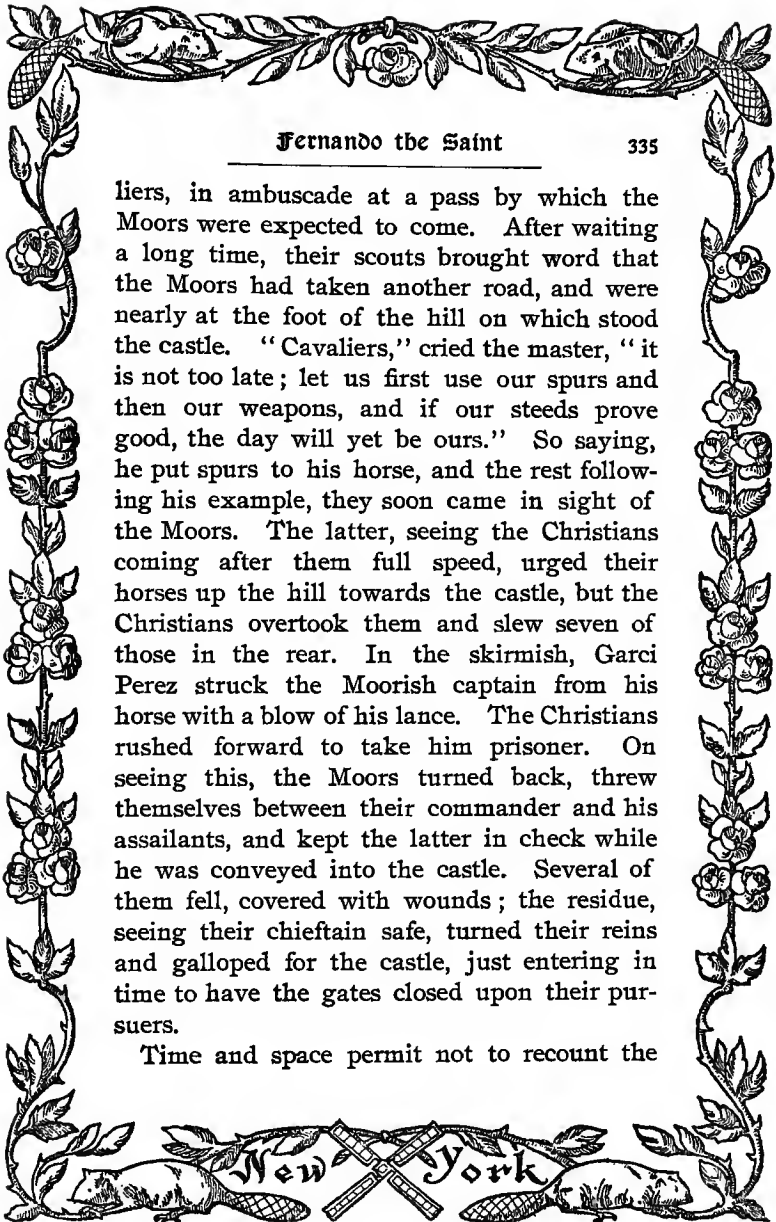 Fernando the Saint 335
liers, in ambuscade at a pass by which the
Moors were expected to come. After waiting
a long time, their scouts brought word that
the Moors had taken another road, and were
nearly at the foot of the hill on which stood
the castle. “Cavaliers,” cried the master, “it
is not too late; let us first use our spurs and
then our weapons, and if our steeds prove
good, the day will yet be ours.” So saying,
he put spurs to his horse, and the rest follow-
ing his example, they soon came in sight of
the Moors. The latter, seeing the Christians
coming after them full speed, urged their
horses up the hill towards the castle, but the
Christians overtook them and slew seven of
those in the rear. In the skirmish, Garci
Perez struck the Moorish captain from his
horse with a blow of his lance. The Christians
rushed forward to take him prisoner. On
seeing this, the Moors turned back, threw
themselves between their commander and his
assailants, and kept the latter in check while
he was conveyed into the castle. Several of
them fell, covered with wounds; the residue,
seeing their chieftain safe, turned their reins
and galloped for the castle, just entering in
time to have the gates closed upon their pur-
suers.
Time and space permit not to recount the
New York